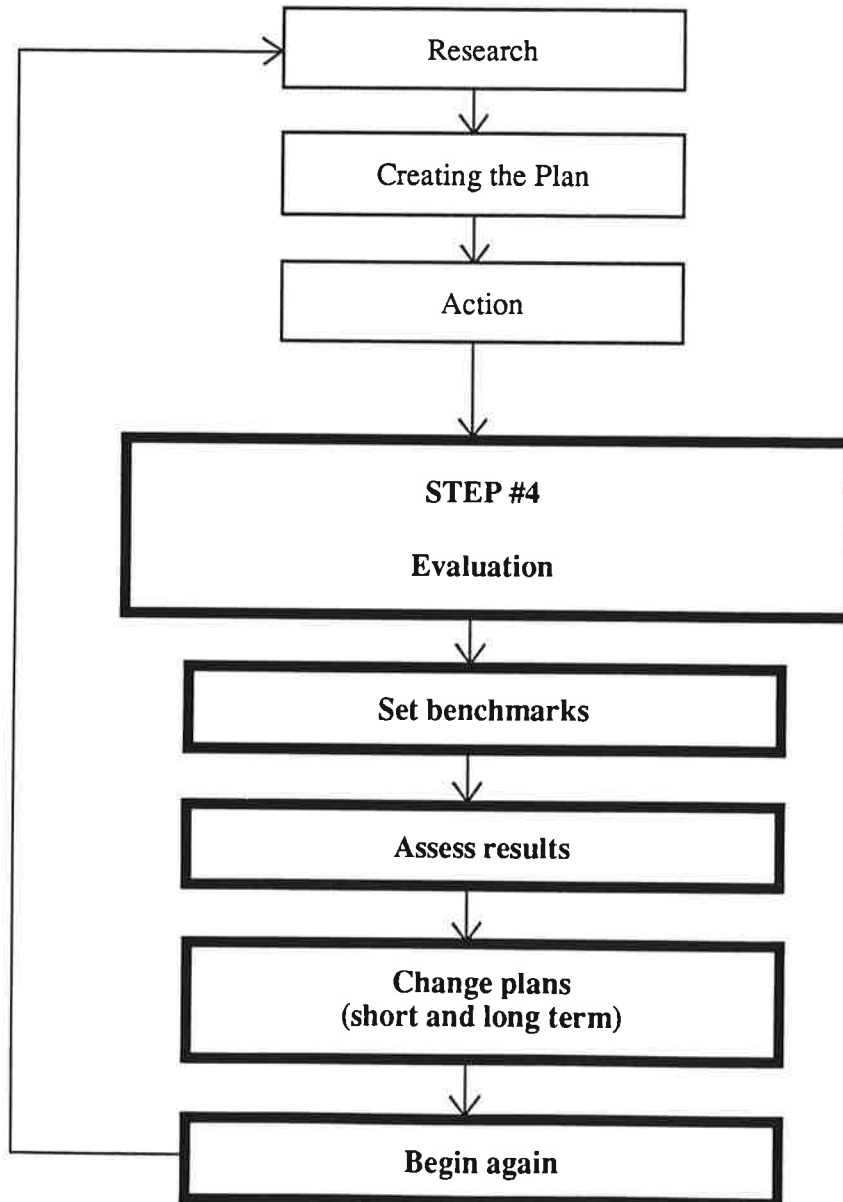 Research
Creating the Plan
Action
STEP #4
Evaluation
Set benchmarks
Assess results
Change plans
(short and long term)
Begin again